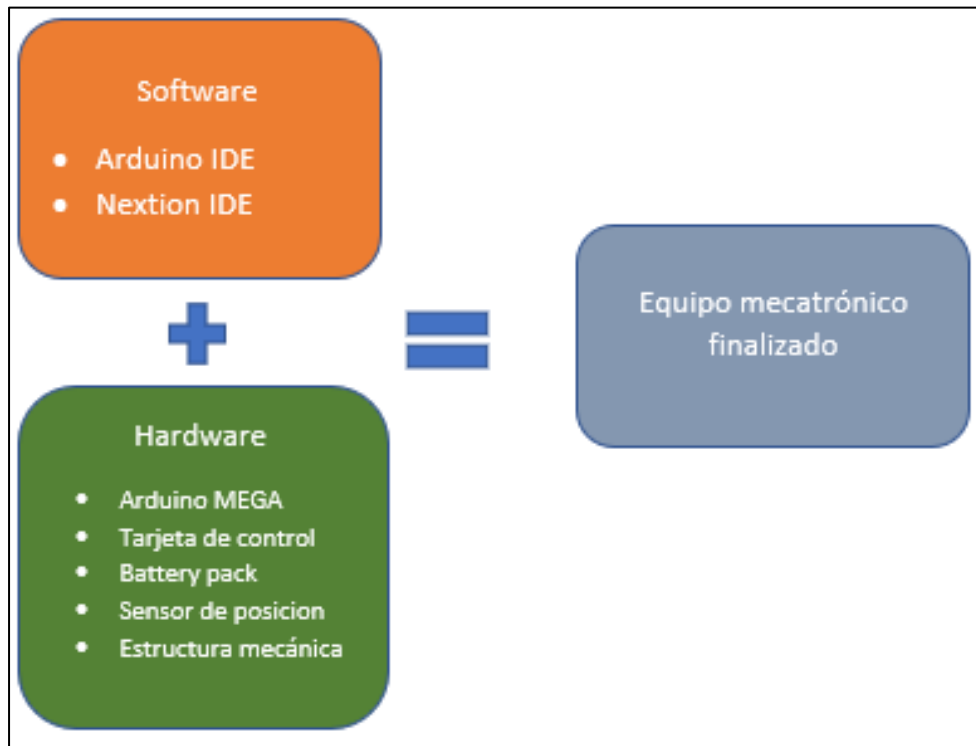 Software
• Arduino IDE
• Nextion IDE
Equipo mecatrónico
finalizado
Hardware
• Arduino MEGA
• Tarjeta de control
• Battery pack
• Sensor de posicion
• Estructura mecánica